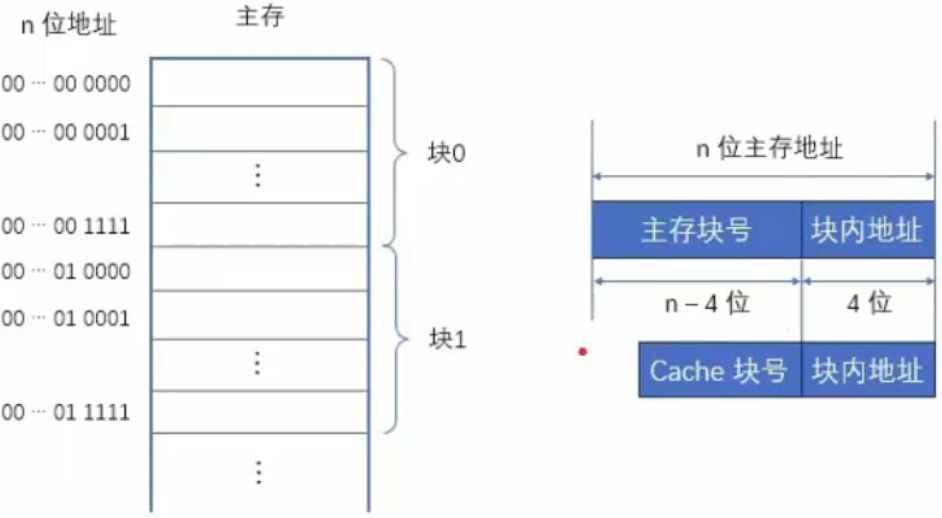 n 位地址
主存
00 ··· 00 0000
00 ··· 00 0001
⋮
00 ··· 00 1111
块0
00 ··· 01 0000
00 ··· 01 0001
⋮
00 ··· 01 1111
块1
⋮
n 位主存地址
主存块号 块内地址
n – 4 位 4 位
Cache 块号 块内地址